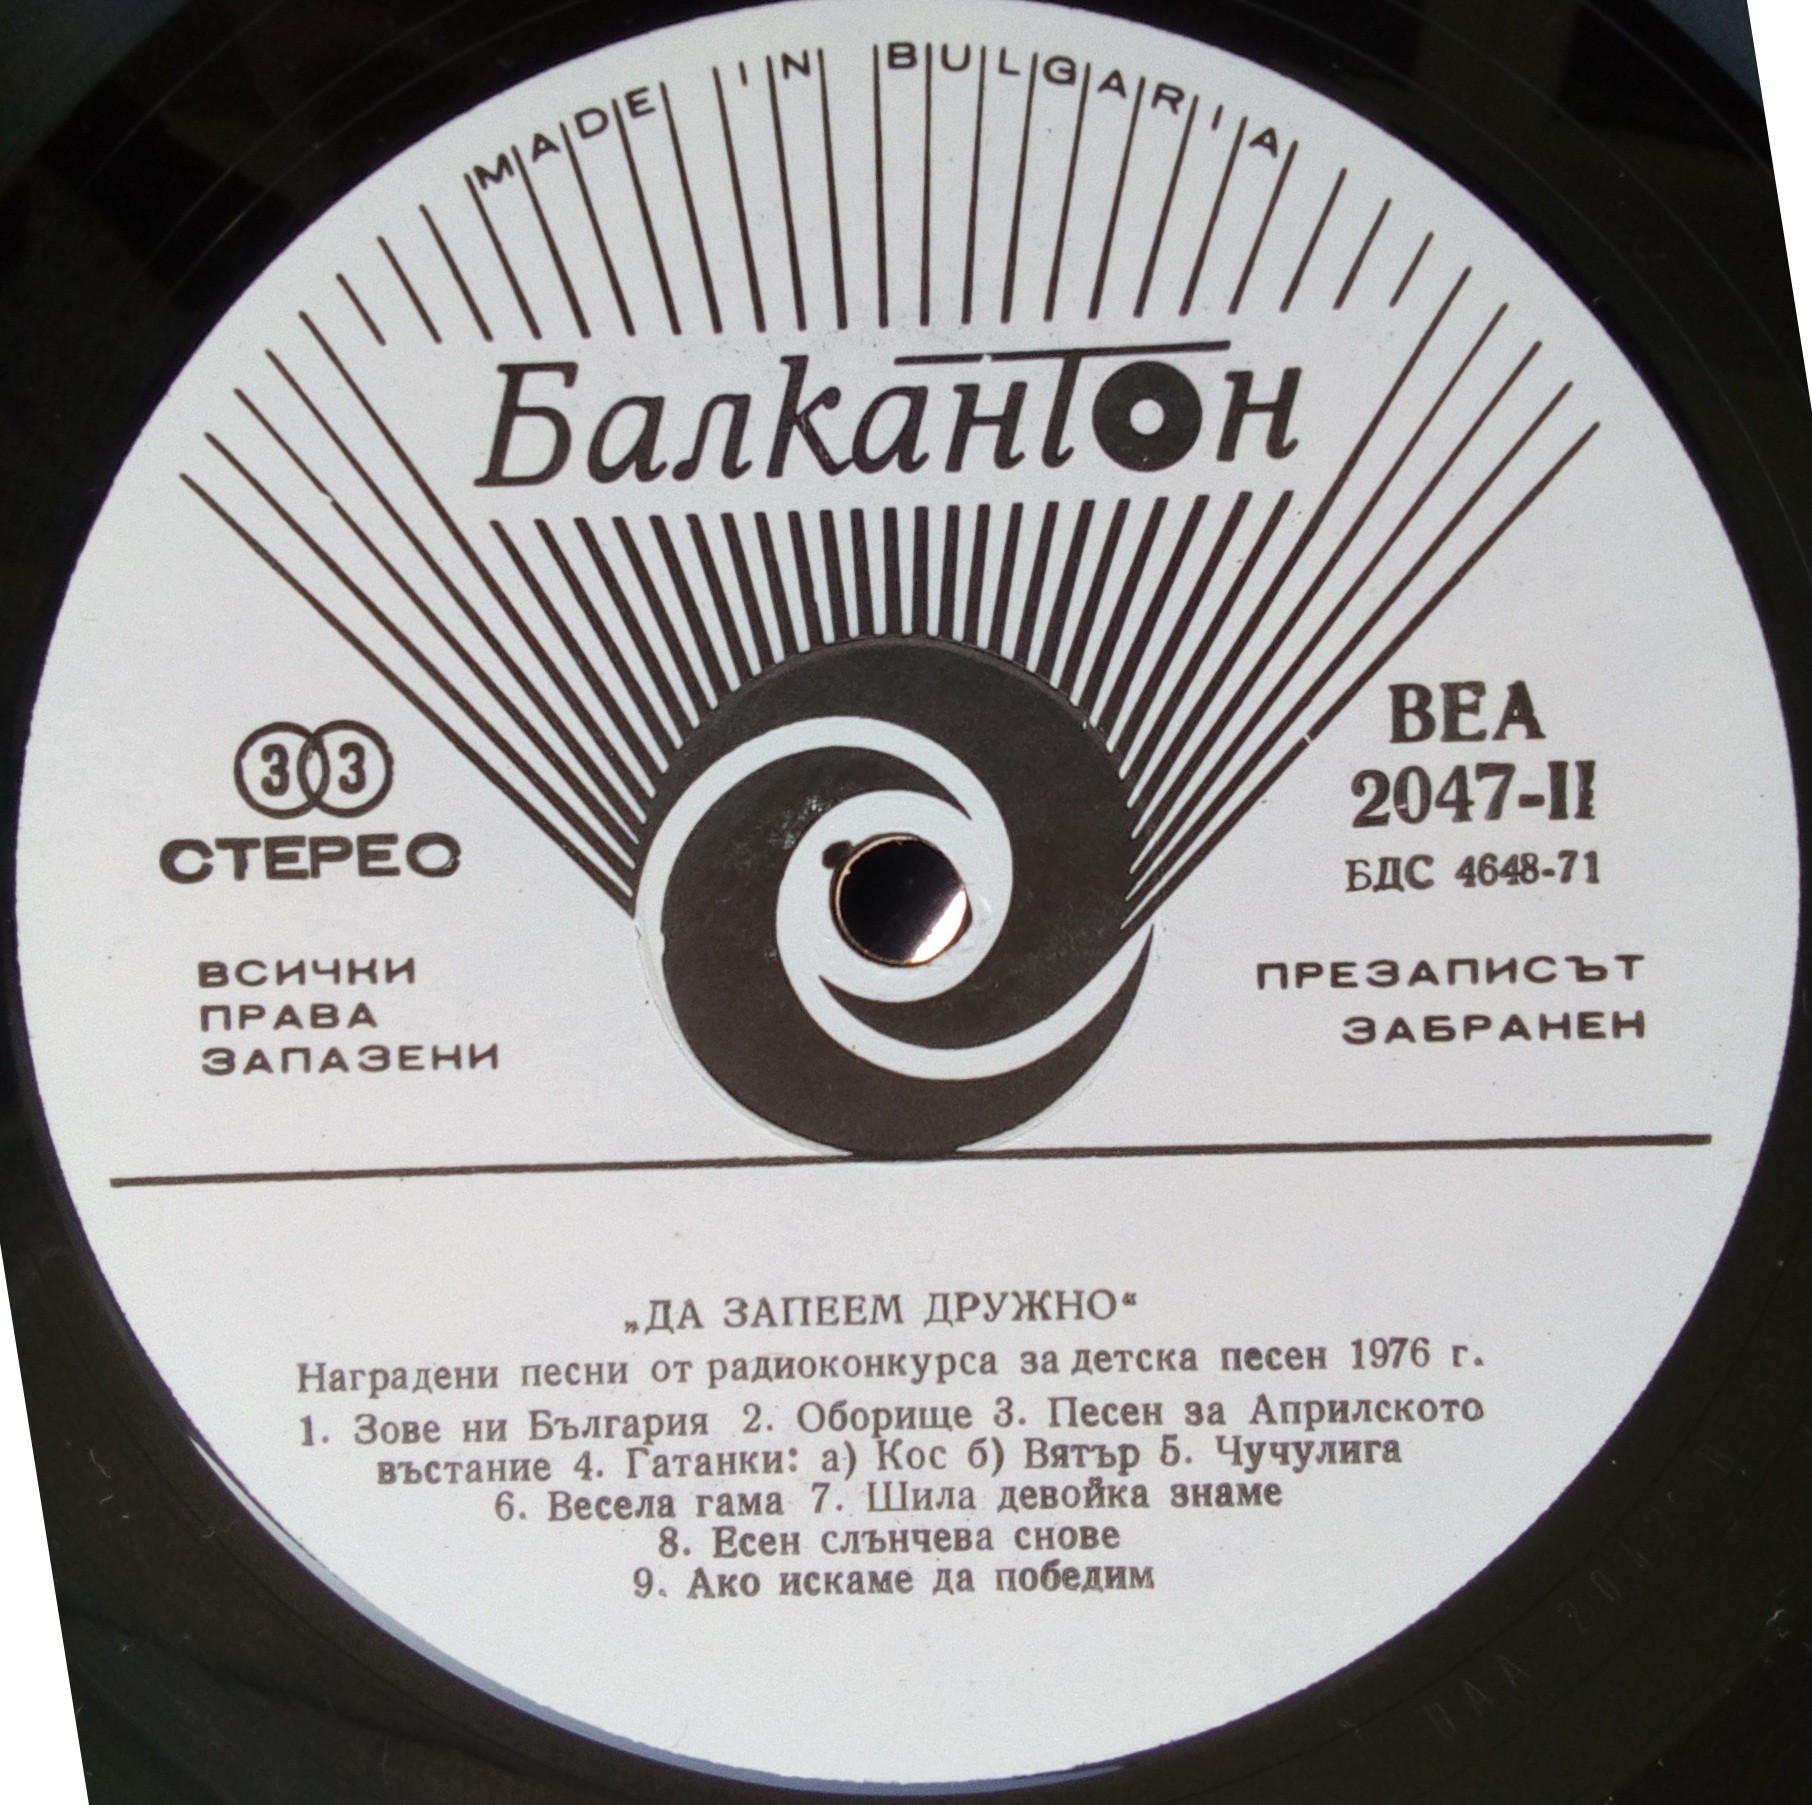 MADE IN BULGARIA
Балкантон
33
СТЕРЕО
ВЕА
2047-II
БДС 4648-71
ВСИЧКИ
ПРАВА
ЗАПАЗЕНИ
ПРЕЗАПИСЪТ
ЗАБРАНЕН
„ДА ЗАПЕЕМ ДРУЖНО“
Наградени песни от радиоконкурса за детска песен 1976 г.
1. Зове ни България 2. Оборище 3. Песен за Априлското
въстание 4. Гатанки: а) Кос б) Вятър 5. Чучулига
6. Весела гама 7. Шила девойка знаме
8. Есен слънчева снове
9. Ако искаме да победим